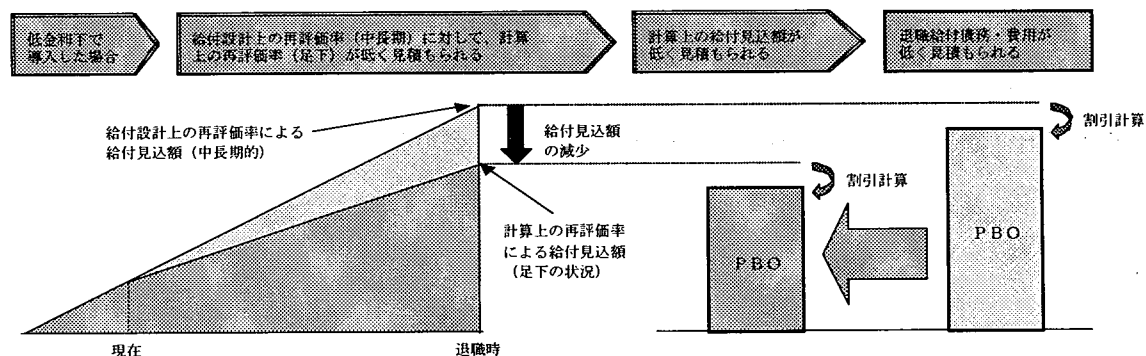 低金利下で
導入した場合
給付設計上の再評価率（中長期）に対して、計算
上の再評価率（足下）が低く見積もられる
計算上の給付見込額が
低く見積もられる
退職給付債務・費用が
低く見積もられる
給付設計上の再評価率による
給付見込額（中長期的）
給付見込額
の減少
割引計算
割引計算
計算上の再評価率
による給付見込額
（足下の状況）
PBO
PBO
現在
退職時